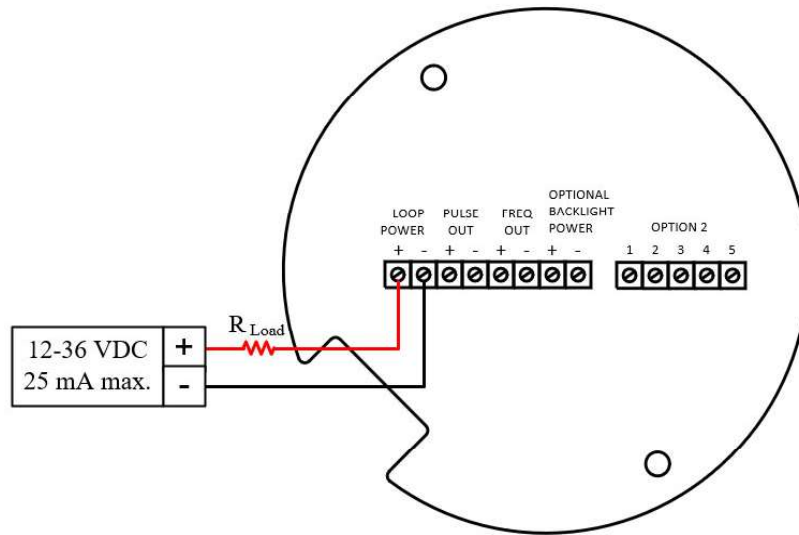 OPTIONAL
LOOP PULSE FREQ BACKLIGHT
POWER OUT OUT POWER
OPTION 2
+ - + - + - + -
1 2 3 4 5
R Load
12-36 VDC +
25 mA max. -